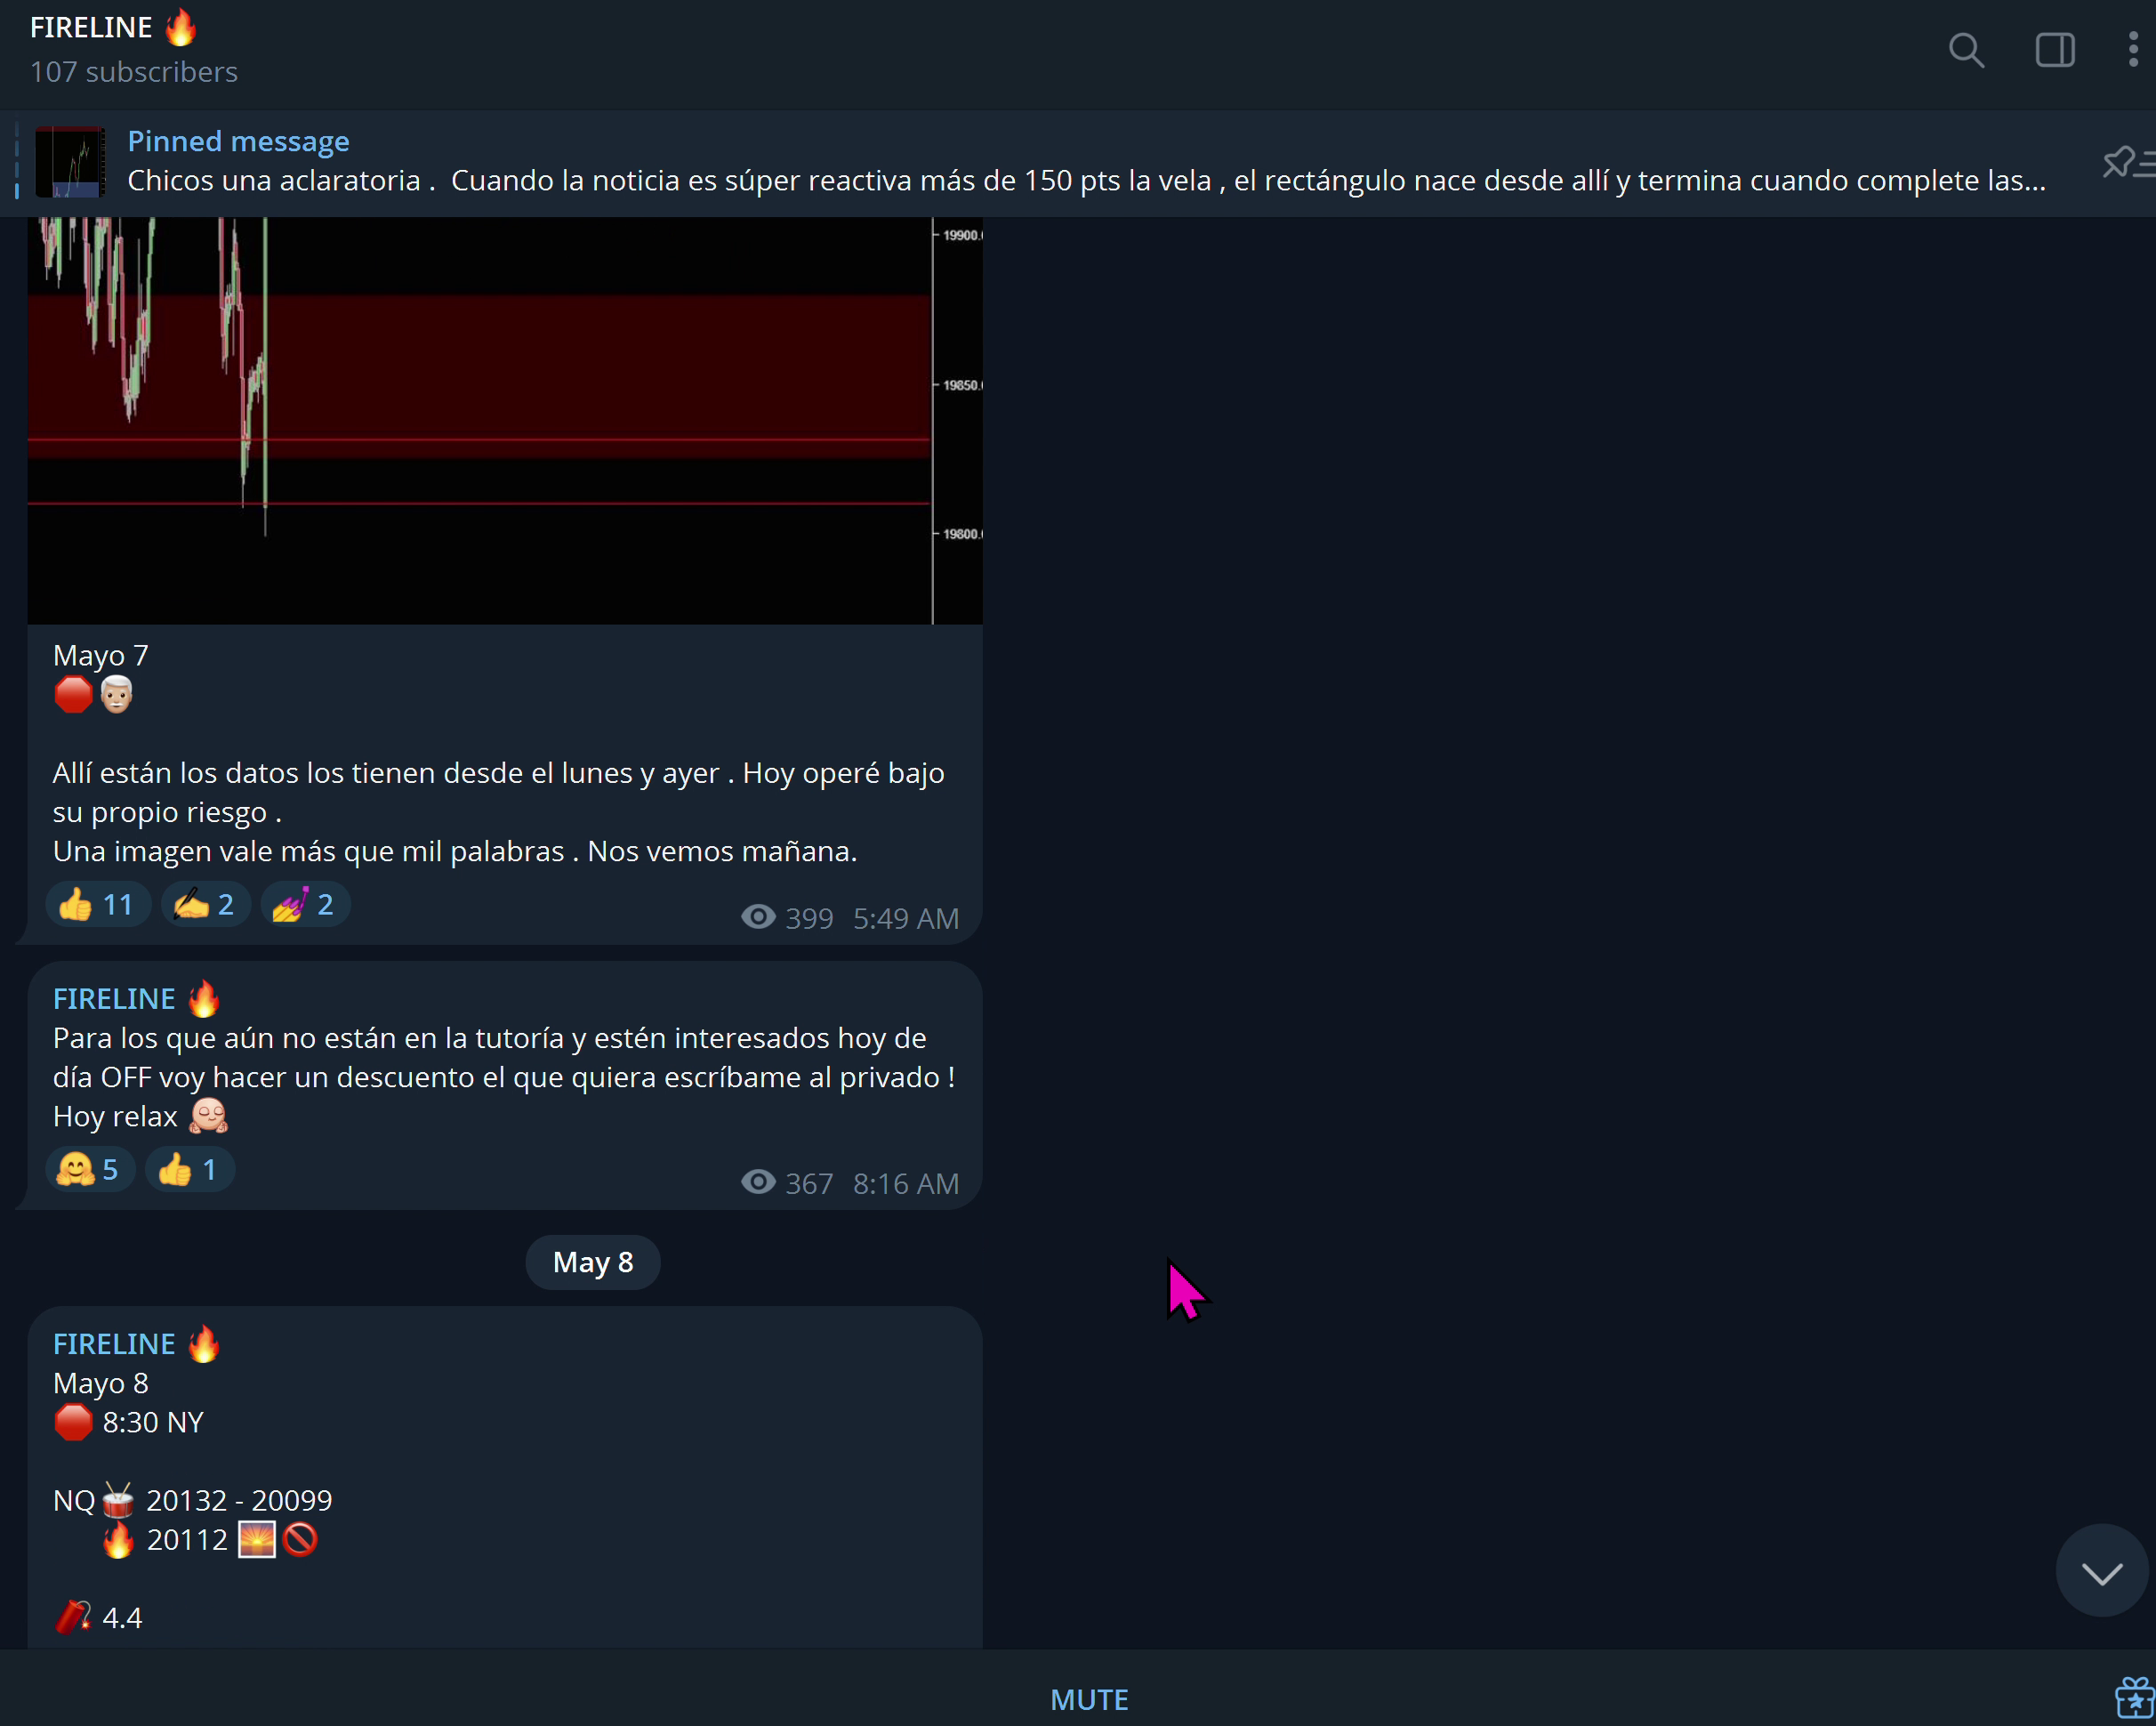 FIRELINE 🔥
107 subscribers
Pinned message
Chicos una aclaratoria .  Cuando la noticia es súper reactiva más de 150 pts la vela , el rectángulo nace desde allí y termina cuando complete las...
19900.
19850.
19800.
Mayo 7
🛑👨🏼‍🦳
Allí están los datos los tienen desde el lunes y ayer . Hoy operé bajo
su propio riesgo .
Una imagen vale más que mil palabras . Nos vemos mañana.
👍 11 ✍️ 2 💅 2
399 5:49 AM
FIRELINE 🔥
Para los que aún no están en la tutoría y estén interesados hoy de
día OFF voy hacer un descuento el que quiera escríbame al privado !
Hoy relax 🧖🏻
🤗 5 👍 1
367 8:16 AM
May 8
FIRELINE 🔥
Mayo 8
🛑 8:30 NY
NQ🥁 20132 - 20099
🔥 20112 🌅🚫
🧨 4.4
MUTE